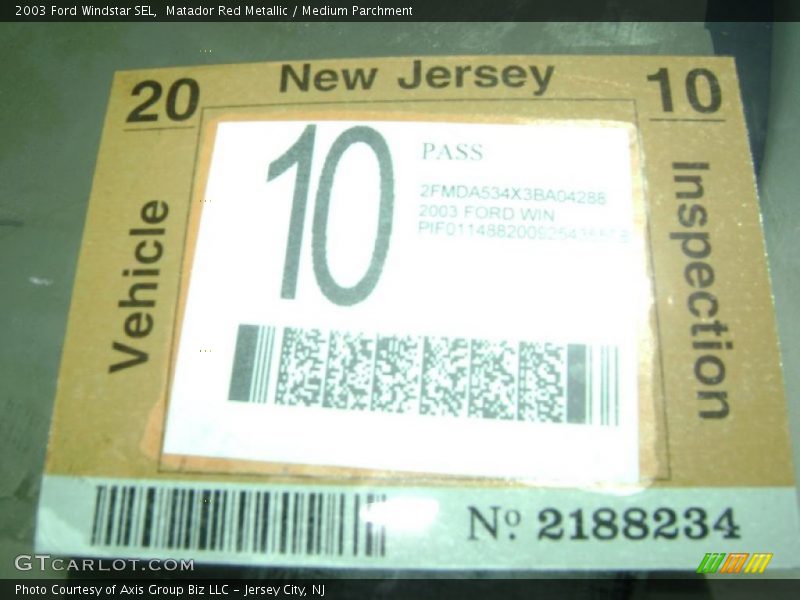 2003 Ford Windstar SEL, Matador Red Metallic / Medium Parchment
20 New Jersey 10
Vehicle
Inspection
10
PASS
2FMDA534X3BA04288
2003 FORD WIN
No. 2188234
GTCARLOT.COM
Photo Courtesy of Axis Group Biz LLC - Jersey City, NJ